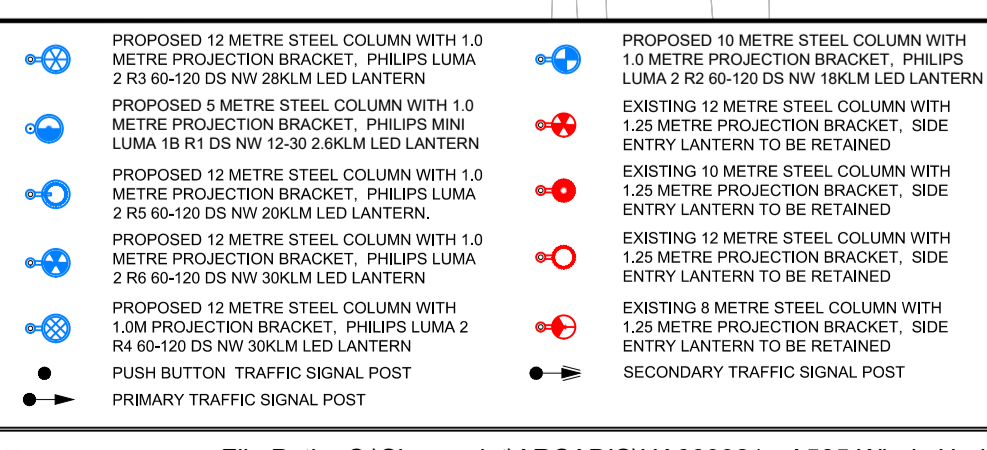 PROPOSED 12 METRE STEEL COLUMN WITH 1.0
METRE PROJECTION BRACKET, PHILIPS LUMA
2 R3 60-120 DS NW 28KLM LED LANTERN
PROPOSED 5 METRE STEEL COLUMN WITH 1.0
METRE PROJECTION BRACKET, PHILIPS MINI
LUMA 1B R1 DS NW 12-30 2.6KLM LED LANTERN
PROPOSED 12 METRE STEEL COLUMN WITH 1.0
METRE PROJECTION BRACKET, PHILIPS LUMA
2 R5 60-120 DS NW 20KLM LED LANTERN.
PROPOSED 12 METRE STEEL COLUMN WITH 1.0
METRE PROJECTION BRACKET, PHILIPS LUMA
2 R6 60-120 DS NW 30KLM LED LANTERN
PROPOSED 12 METRE STEEL COLUMN WITH
1.0M PROJECTION BRACKET, PHILIPS LUMA 2
R4 60-120 DS NW 30KLM LED LANTERN
PUSH BUTTON TRAFFIC SIGNAL POST
PRIMARY TRAFFIC SIGNAL POST
PROPOSED 10 METRE STEEL COLUMN WITH
1.0 METRE PROJECTION BRACKET, PHILIPS
LUMA 2 R2 60-120 DS NW 18KLM LED LANTERN
EXISTING 12 METRE STEEL COLUMN WITH
1.25 METRE PROJECTION BRACKET, SIDE
ENTRY LANTERN TO BE RETAINED
EXISTING 10 METRE STEEL COLUMN WITH
1.25 METRE PROJECTION BRACKET, SIDE
ENTRY LANTERN TO BE RETAINED
EXISTING 12 METRE STEEL COLUMN WITH
1.25 METRE PROJECTION BRACKET, SIDE
ENTRY LANTERN TO BE RETAINED
EXISTING 8 METRE STEEL COLUMN WITH
1.25 METRE PROJECTION BRACKET, SIDE
ENTRY LANTERN TO BE RETAINED
SECONDARY TRAFFIC SIGNAL POST